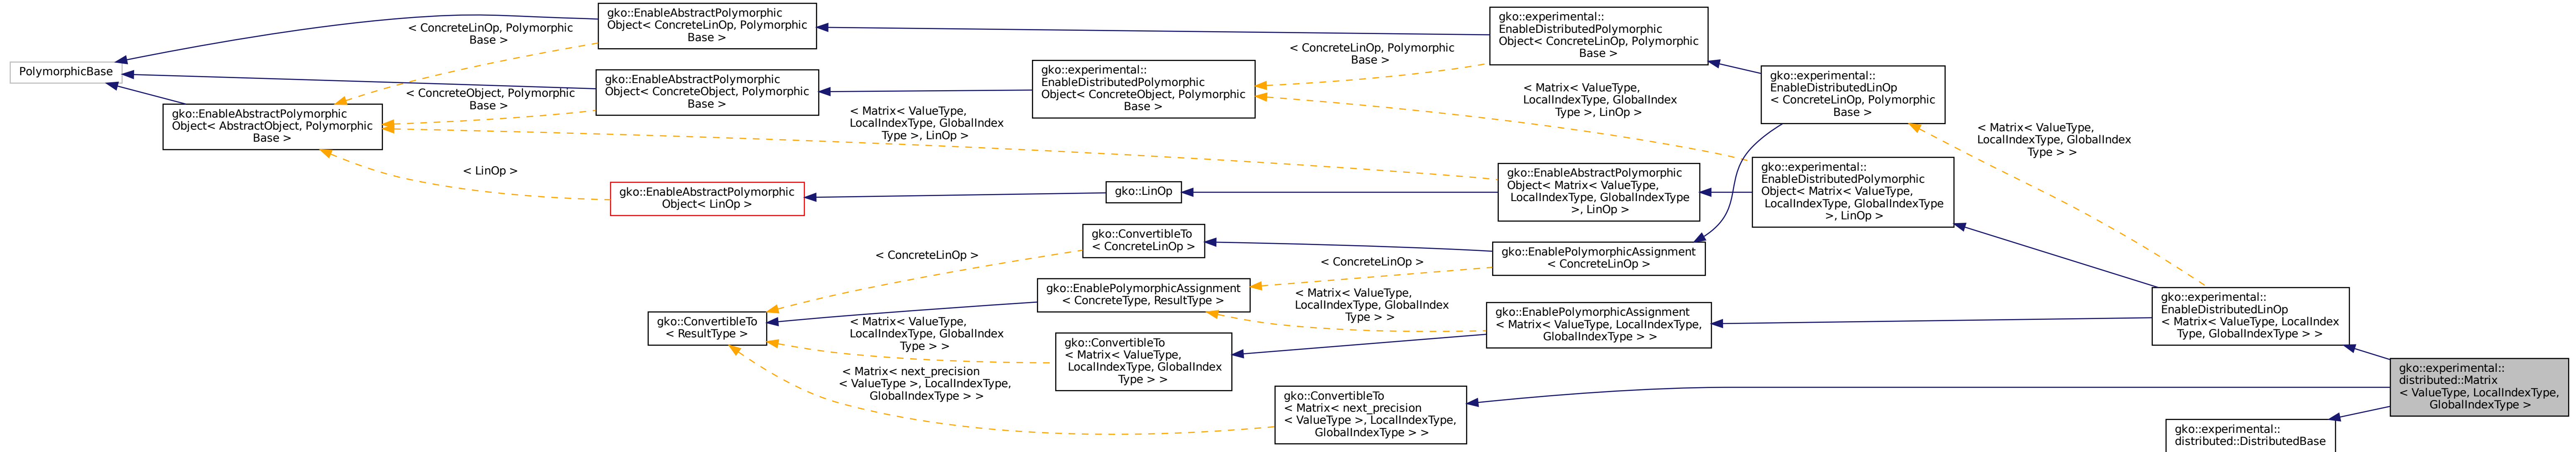 PolymorphicBase
gko::EnableAbstractPolymorphic
Object< AbstractObject, Polymorphic
Base >
< ConcreteLinOp, Polymorphic
Base >
< ConcreteObject, Polymorphic
Base >
< LinOp >
gko::EnableAbstractPolymorphic
Object< ConcreteLinOp, Polymorphic
Base >
gko::EnableAbstractPolymorphic
Object< ConcreteObject, Polymorphic
Base >
gko::EnableAbstractPolymorphic
Object< LinOp >
< Matrix< ValueType,
LocalIndexType, GlobalIndex
Type >, LinOp >
gko::experimental::
EnableDistributedPolymorphic
Object< ConcreteObject, Polymorphic
Base >
gko::LinOp
< ConcreteLinOp, Polymorphic
Base >
< Matrix< ValueType,
LocalIndexType, GlobalIndex
Type >, LinOp >
gko::experimental::
EnableDistributedPolymorphic
Object< ConcreteLinOp, Polymorphic
Base >
gko::EnableAbstractPolymorphic
Object< Matrix< ValueType,
LocalIndexType, GlobalIndexType
>, LinOp >
gko::experimental::
EnableDistributedLinOp
< ConcreteLinOp, Polymorphic
Base >
gko::experimental::
EnableDistributedPolymorphic
Object< Matrix< ValueType,
LocalIndexType, GlobalIndexType
>, LinOp >
< Matrix< ValueType,
LocalIndexType, GlobalIndex
Type > >
gko::ConvertibleTo
< ResultType >
< ConcreteLinOp >
< Matrix< ValueType,
LocalIndexType, GlobalIndex
Type > >
< Matrix< next_precision
< ValueType >, LocalIndexType,
GlobalIndexType > >
gko::ConvertibleTo
< ConcreteLinOp >
gko::EnablePolymorphicAssignment
< ConcreteType, ResultType >
gko::ConvertibleTo
< Matrix< ValueType,
LocalIndexType, GlobalIndex
Type > >
< ConcreteLinOp >
< Matrix< ValueType,
LocalIndexType, GlobalIndex
Type > >
gko::ConvertibleTo
< Matrix< next_precision
< ValueType >, LocalIndexType,
GlobalIndexType > >
gko::EnablePolymorphicAssignment
< ConcreteLinOp >
gko::EnablePolymorphicAssignment
< Matrix< ValueType, LocalIndexType,
GlobalIndexType > >
gko::experimental::
EnableDistributedLinOp
< Matrix< ValueType, LocalIndex
Type, GlobalIndexType > >
gko::experimental::
distributed::DistributedBase
gko::experimental::
distributed::Matrix
< ValueType, LocalIndexType,
GlobalIndexType >